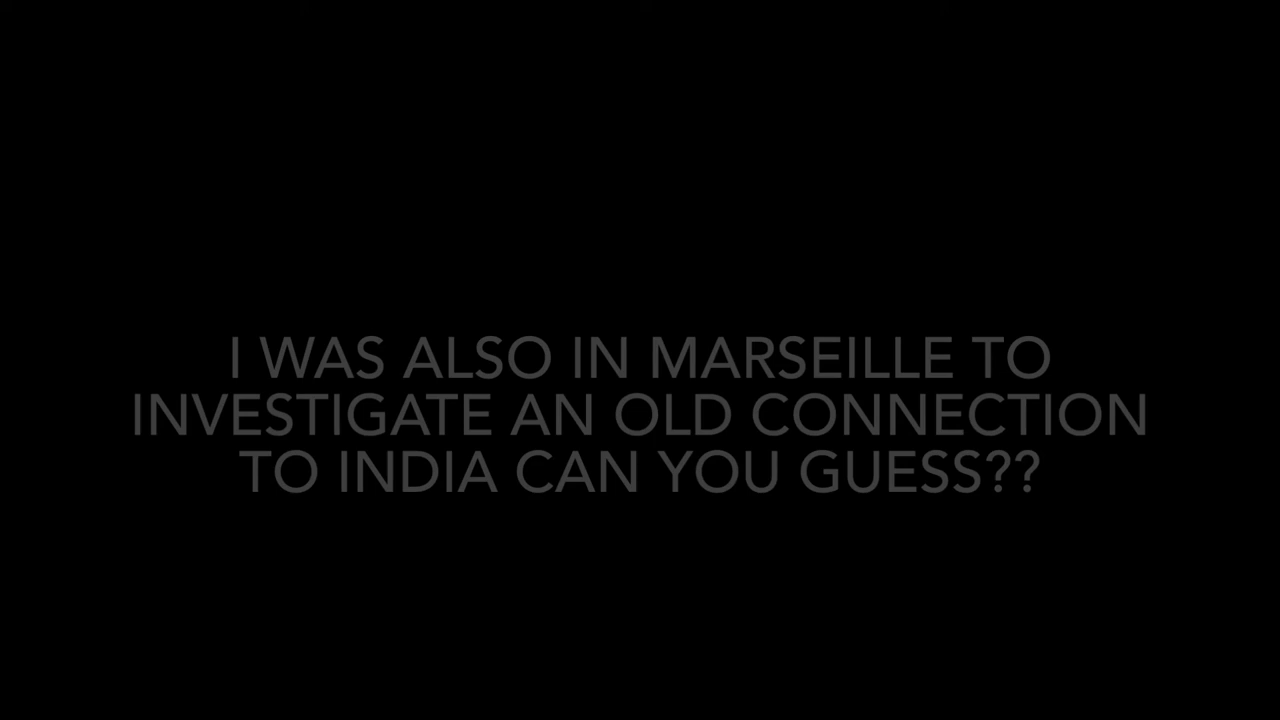 I WAS ALSO IN MARSEILLE TO
INVESTIGATE AN OLD CONNECTION
TO INDIA CAN YOU GUESS??